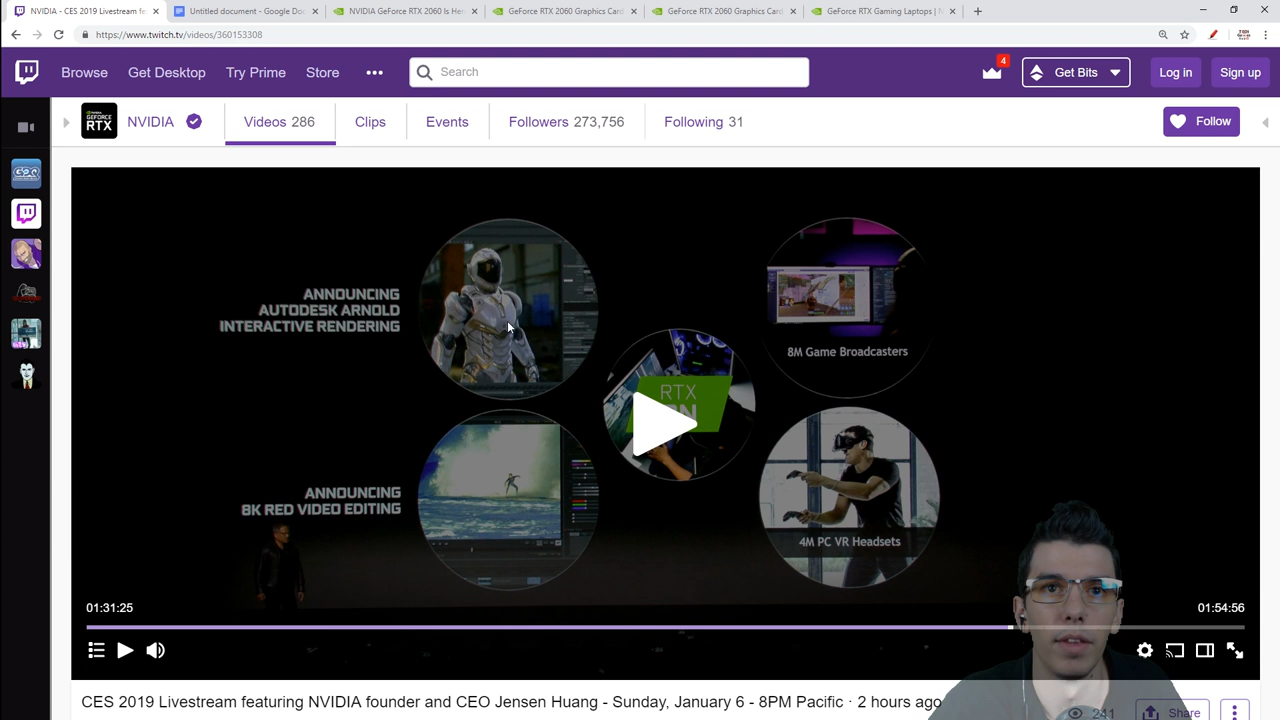 NVIDIA - CES 2019 Livestream fe
Untitled document - Google Doc
NVIDIA GeForce RTX 2060 Is Her
GeForce RTX 2060 Graphics Card
GeForce RTX 2060 Graphics Card
GeForce RTX Gaming Laptops | N
https://www.twitch.tv/videos/360153308
Browse
Get Desktop
Try Prime
Store
Search
4
Get Bits
Log in
Sign up
GEFORCE
RTX
NVIDIA
Videos 286
Clips
Events
Followers 273,756
Following 31
Follow
ANNOUNCING
AUTODESK ARNOLD
INTERACTIVE RENDERING
8M Game Broadcasters
RTX
ANNOUNCING
8K RED VIDEO EDITING
4M PC VR Headsets
01:31:25
01:54:56
CES 2019 Livestream featuring NVIDIA founder and CEO Jensen Huang - Sunday, January 6 - 8PM Pacific · 2 hours ago
241
Share